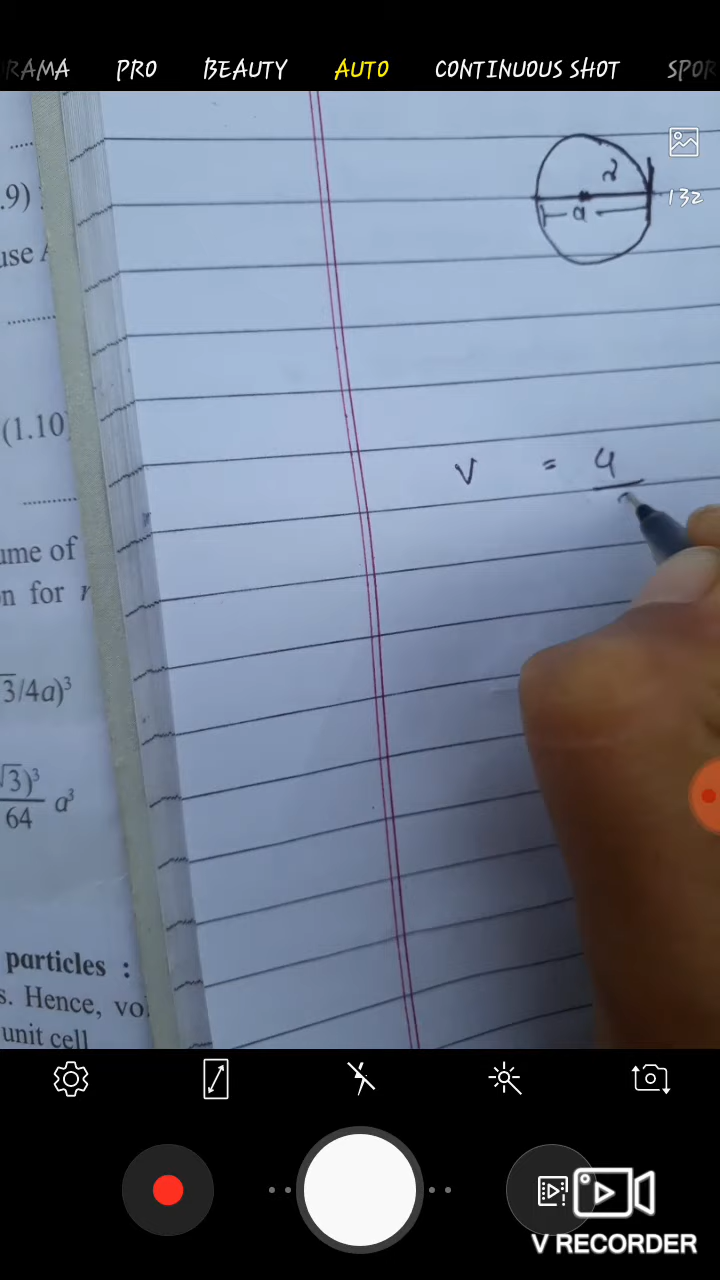 RAMA PRO BEAUTY AUTO CONTINUOUS SHOT SPOR
132
a
.9)
use A
(1.10)
V = 4
ume of
n for r
√3/4a)³
√3)³
64 a³
particles :
s. Hence, vo
unit cell
V RECORDER